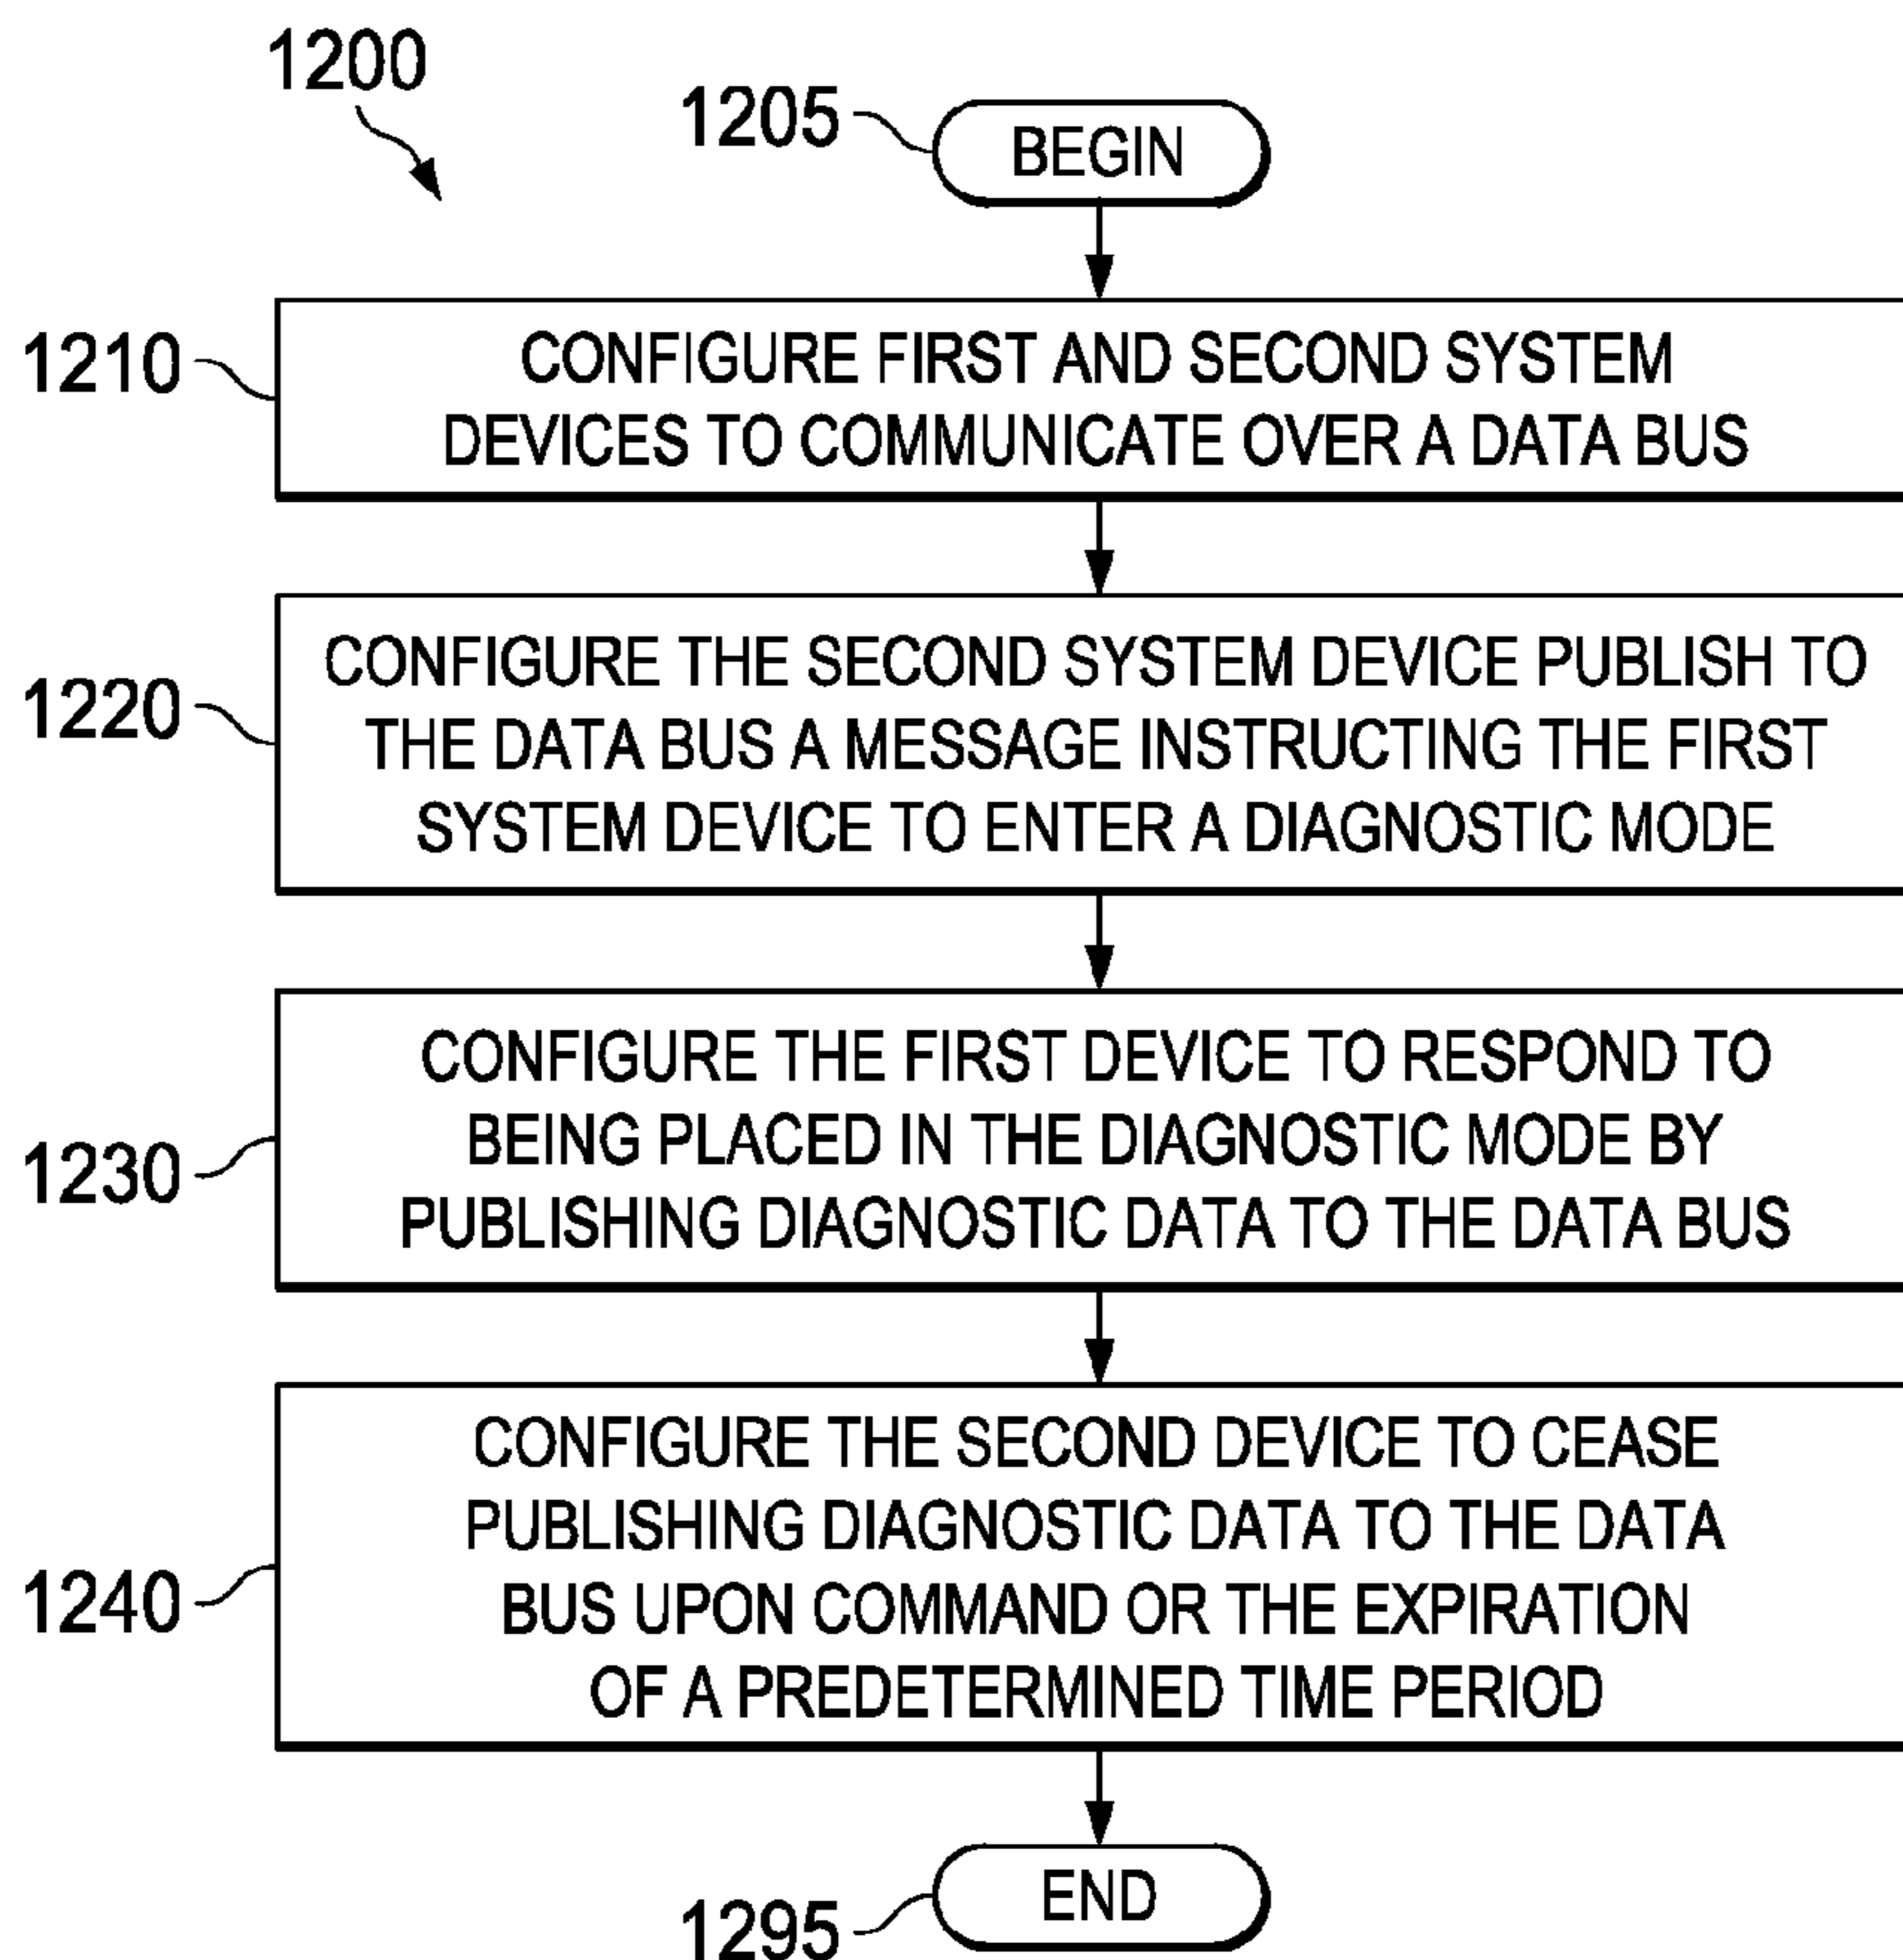 1200
1205
BEGIN
1210
CONFIGURE FIRST AND SECOND SYSTEM
DEVICES TO COMMUNICATE OVER A DATA BUS
1220
CONFIGURE THE SECOND SYSTEM DEVICE PUBLISH TO
THE DATA BUS A MESSAGE INSTRUCTING THE FIRST
SYSTEM DEVICE TO ENTER A DIAGNOSTIC MODE
1230
CONFIGURE THE FIRST DEVICE TO RESPOND TO
BEING PLACED IN THE DIAGNOSTIC MODE BY
PUBLISHING DIAGNOSTIC DATA TO THE DATA BUS
1240
CONFIGURE THE SECOND DEVICE TO CEASE
PUBLISHING DIAGNOSTIC DATA TO THE DATA
BUS UPON COMMAND OR THE EXPIRATION
OF A PREDETERMINED TIME PERIOD
1295
END